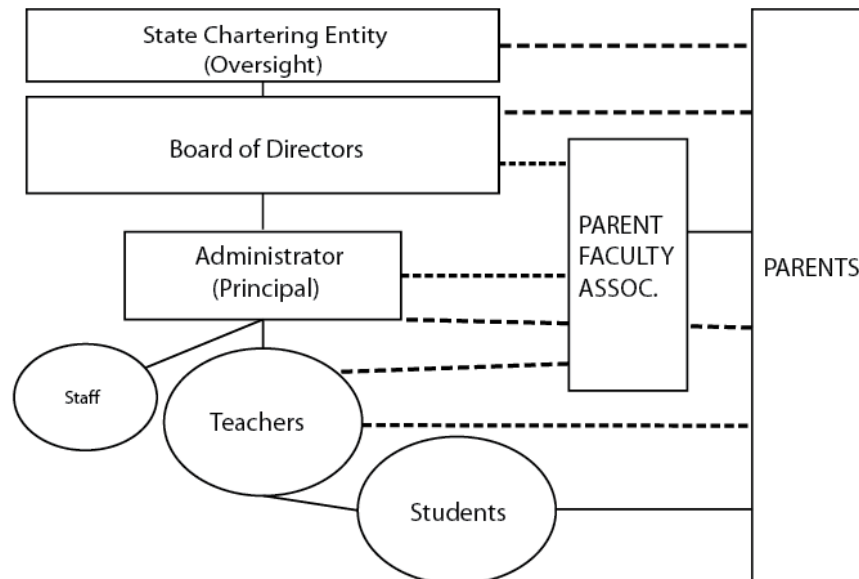 State Chartering Entity
(Oversight)
Board of Directors
Administrator
(Principal)
PARENT
FACULTY
ASSOC.
PARENTS
Staff
Teachers
Students